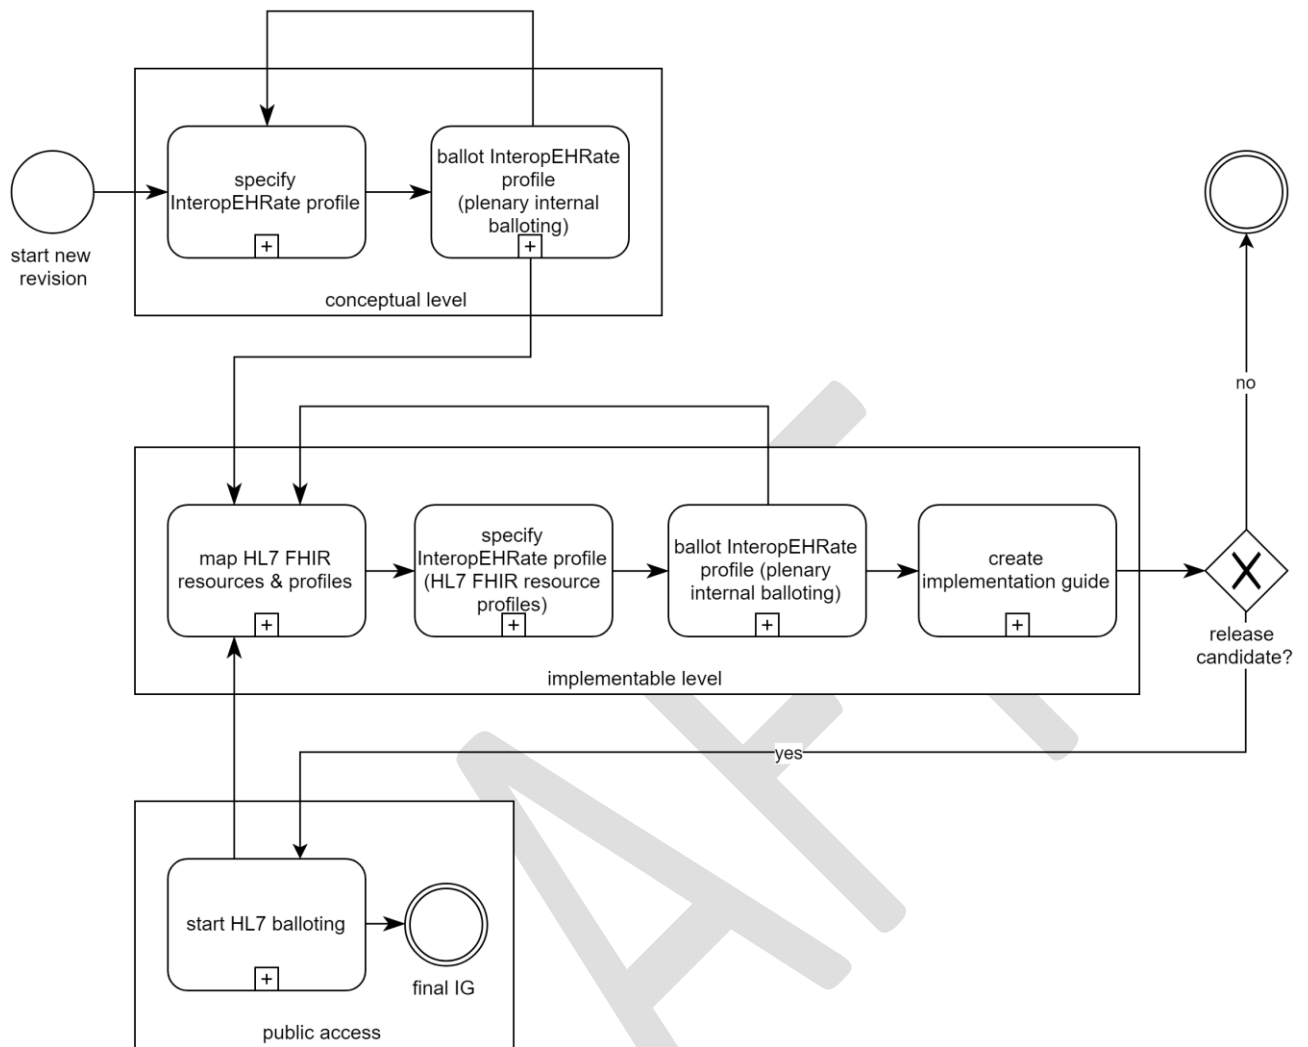 start new
revision
specify
InteropEHRate profile
ballot InteropEHRate
profile
(plenary internal
balloting)
conceptual level
no
map HL7 FHIR
resources & profiles
specify
InteropEHRate profile
(HL7 FHIR resource
profiles)
ballot InteropEHRate
profile (plenary
internal balloting)
create
implementation guide
release
candidate?
implementable level
yes
start HL7 balloting
final IG
public access